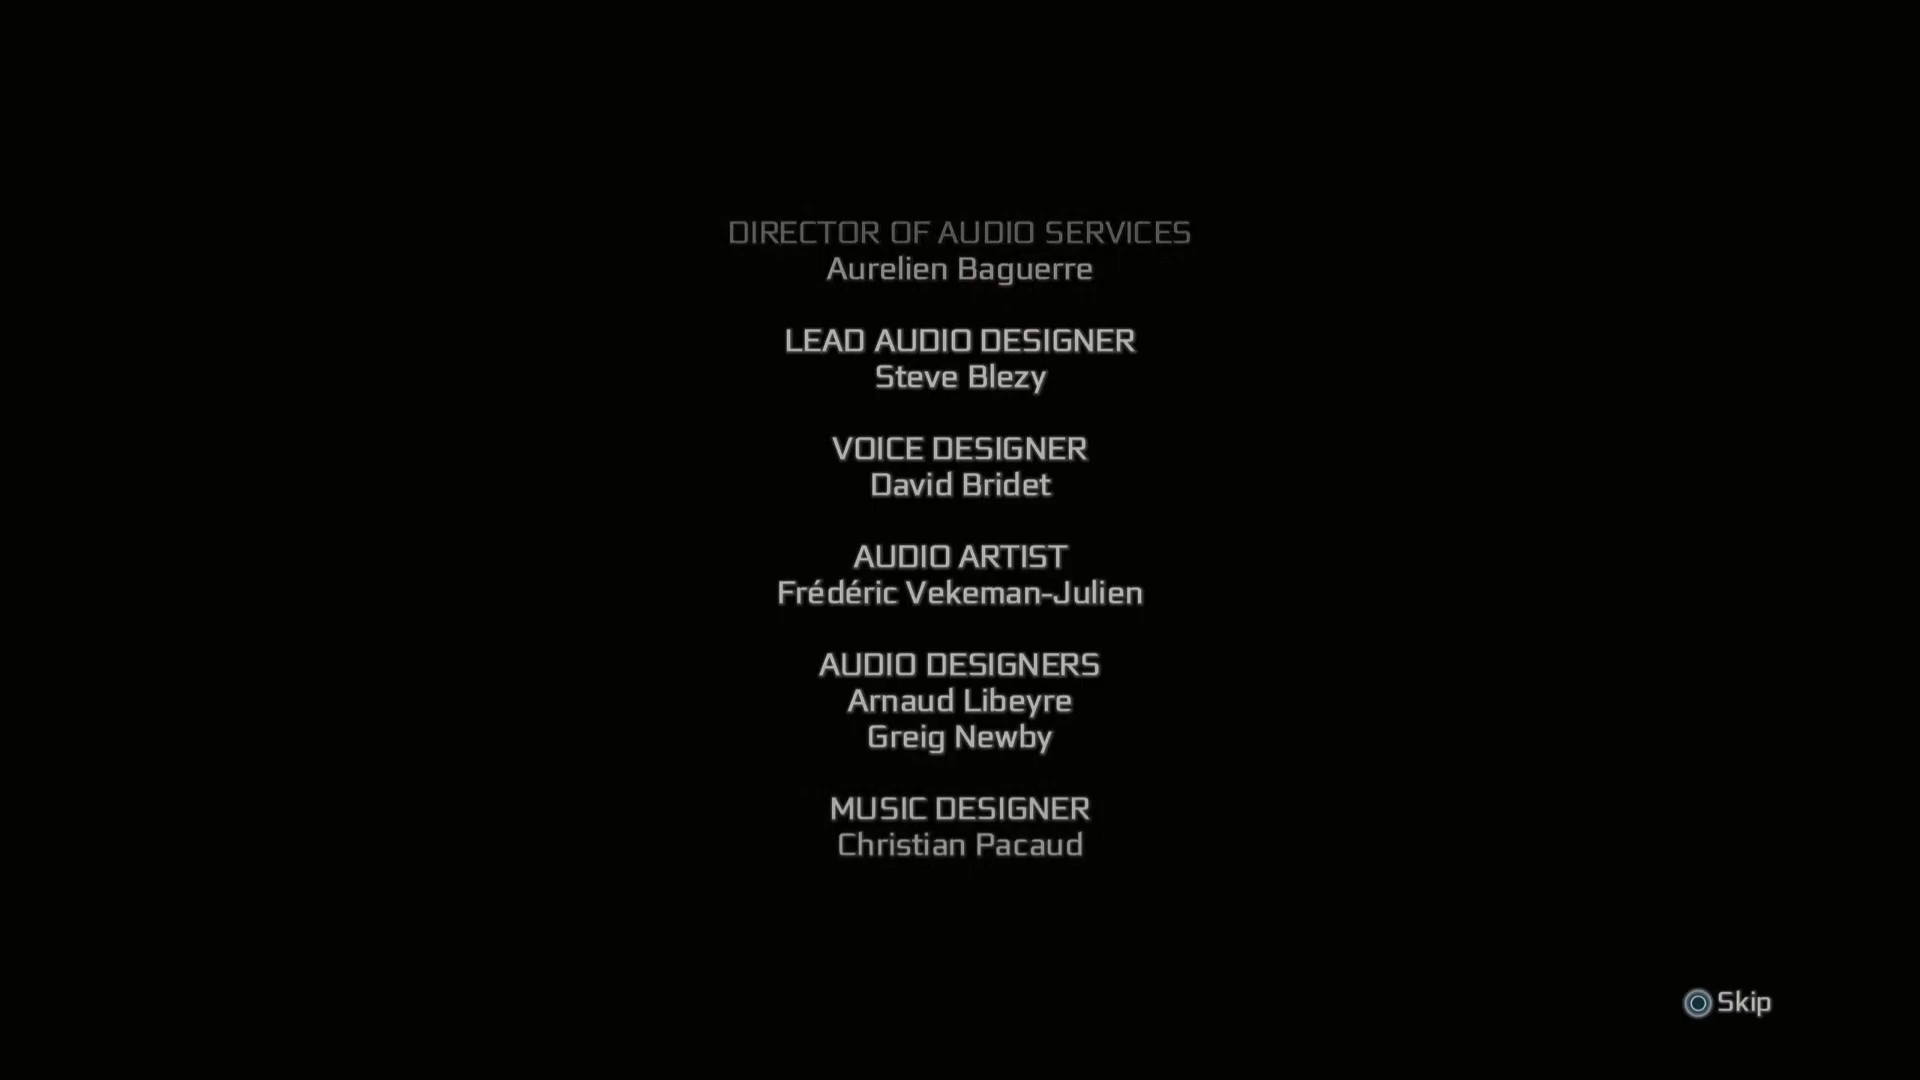 DIRECTOR OF AUDIO SERVICES
Aurelien Baguerre
LEAD AUDIO DESIGNER
Steve Blezy
VOICE DESIGNER
David Bridet
AUDIO ARTIST
Frédéric Vekeman-Julien
AUDIO DESIGNERS
Arnaud Libeyre
Greig Newby
MUSIC DESIGNER
Christian Pacaud
Skip